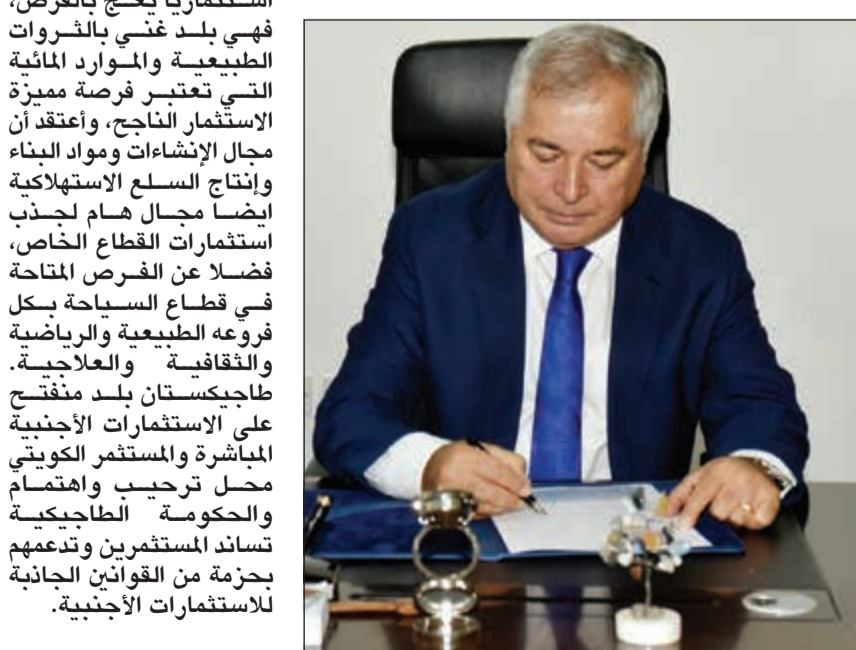 استثماريا يعج بالفرص،
فهي بلد غني بالثروات
الطبيعية والموارد المائية
التي تعتبر فرصة مميزة
الاستثمار الناجح، وأعتقد أن
مجال الإنشاءات ومواد البناء
وإنتاج السلع الاستهلاكية
ايضا مجال هام لجذب
استثمارات القطاع الخاص،
فضلا عن الفرص المتاحة
في قطاع السياحة بكل
فروعه الطبيعية والرياضية
والثقافية والعلاجية.
طاجيكستان بلد منفتح
على الاستثمارات الأجنبية
المباشرة والمستثمر الكويتي
محل ترحيب واهتمام
والحكومة الطاجيكية
تساند المستثمرين وتدعمهم
بحزمة من القوانين الجاذبة
للاستثمارات الأجنبية.